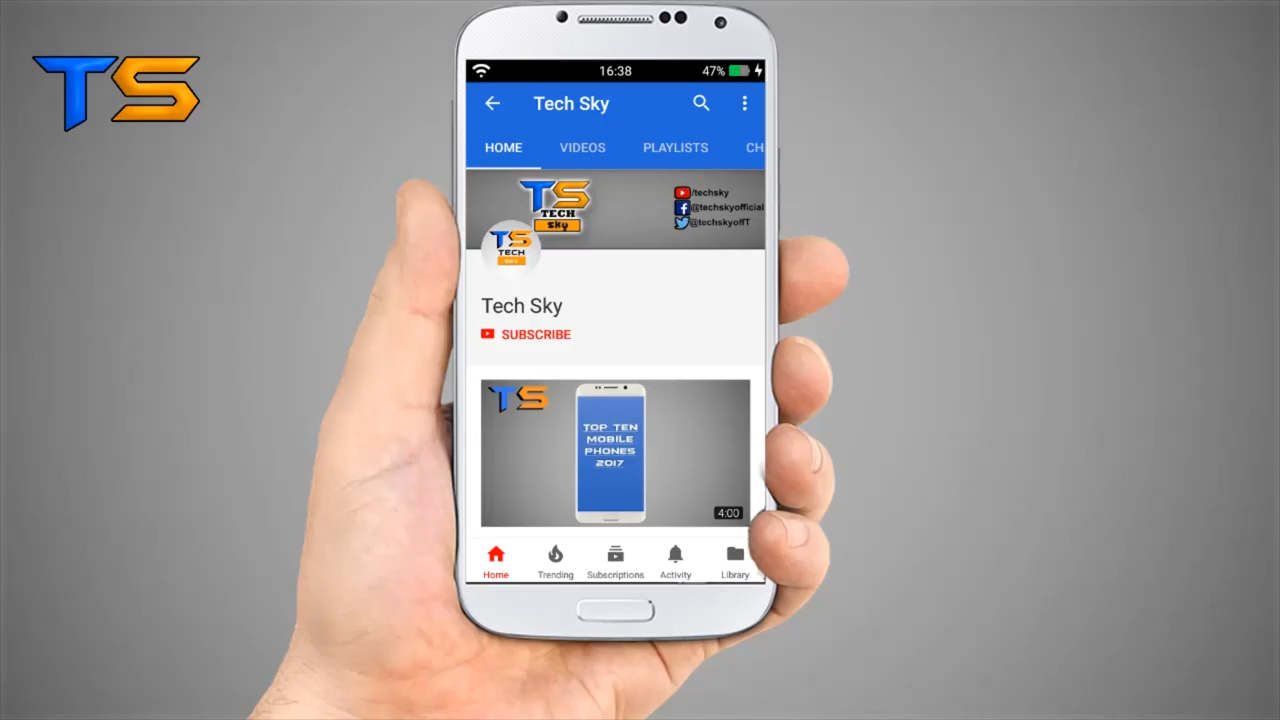 TS
16:38 47%
Tech Sky
HOME VIDEOS PLAYLISTS CH
TS
TECH
sky
/techsky
@techskyofficial
@techskyoffT
TS
TECH
SKY
Tech Sky
SUBSCRIBE
TS
TOP TEN
MOBILE
PHONES
2017
4:00
Home Trending Subscriptions Activity Library